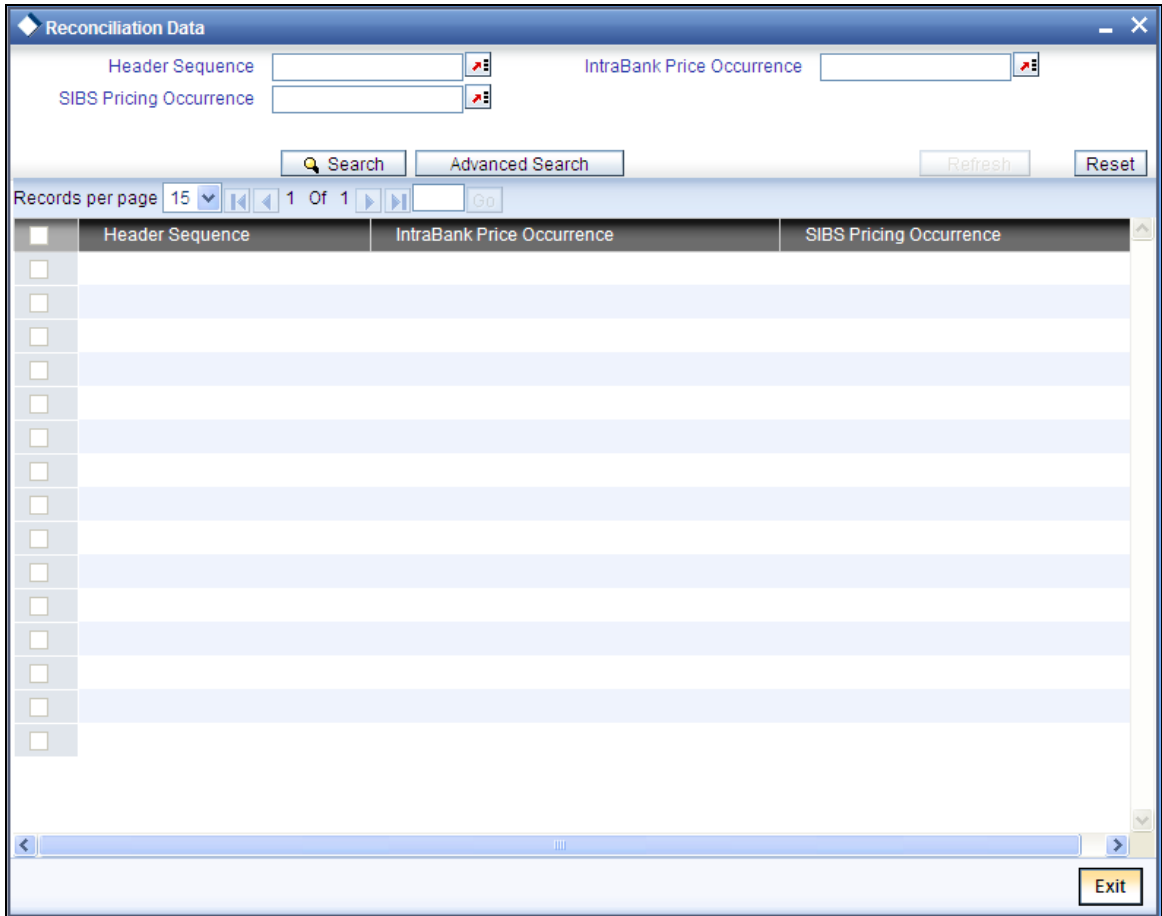 Reconciliation Data
Header Sequence IntraBank Price Occurrence
SIBS Pricing Occurrence
Search Advanced Search Refresh Reset
Records per page 15 1 Of 1 Go
Header Sequence IntraBank Price Occurrence SIBS Pricing Occurrence
Exit